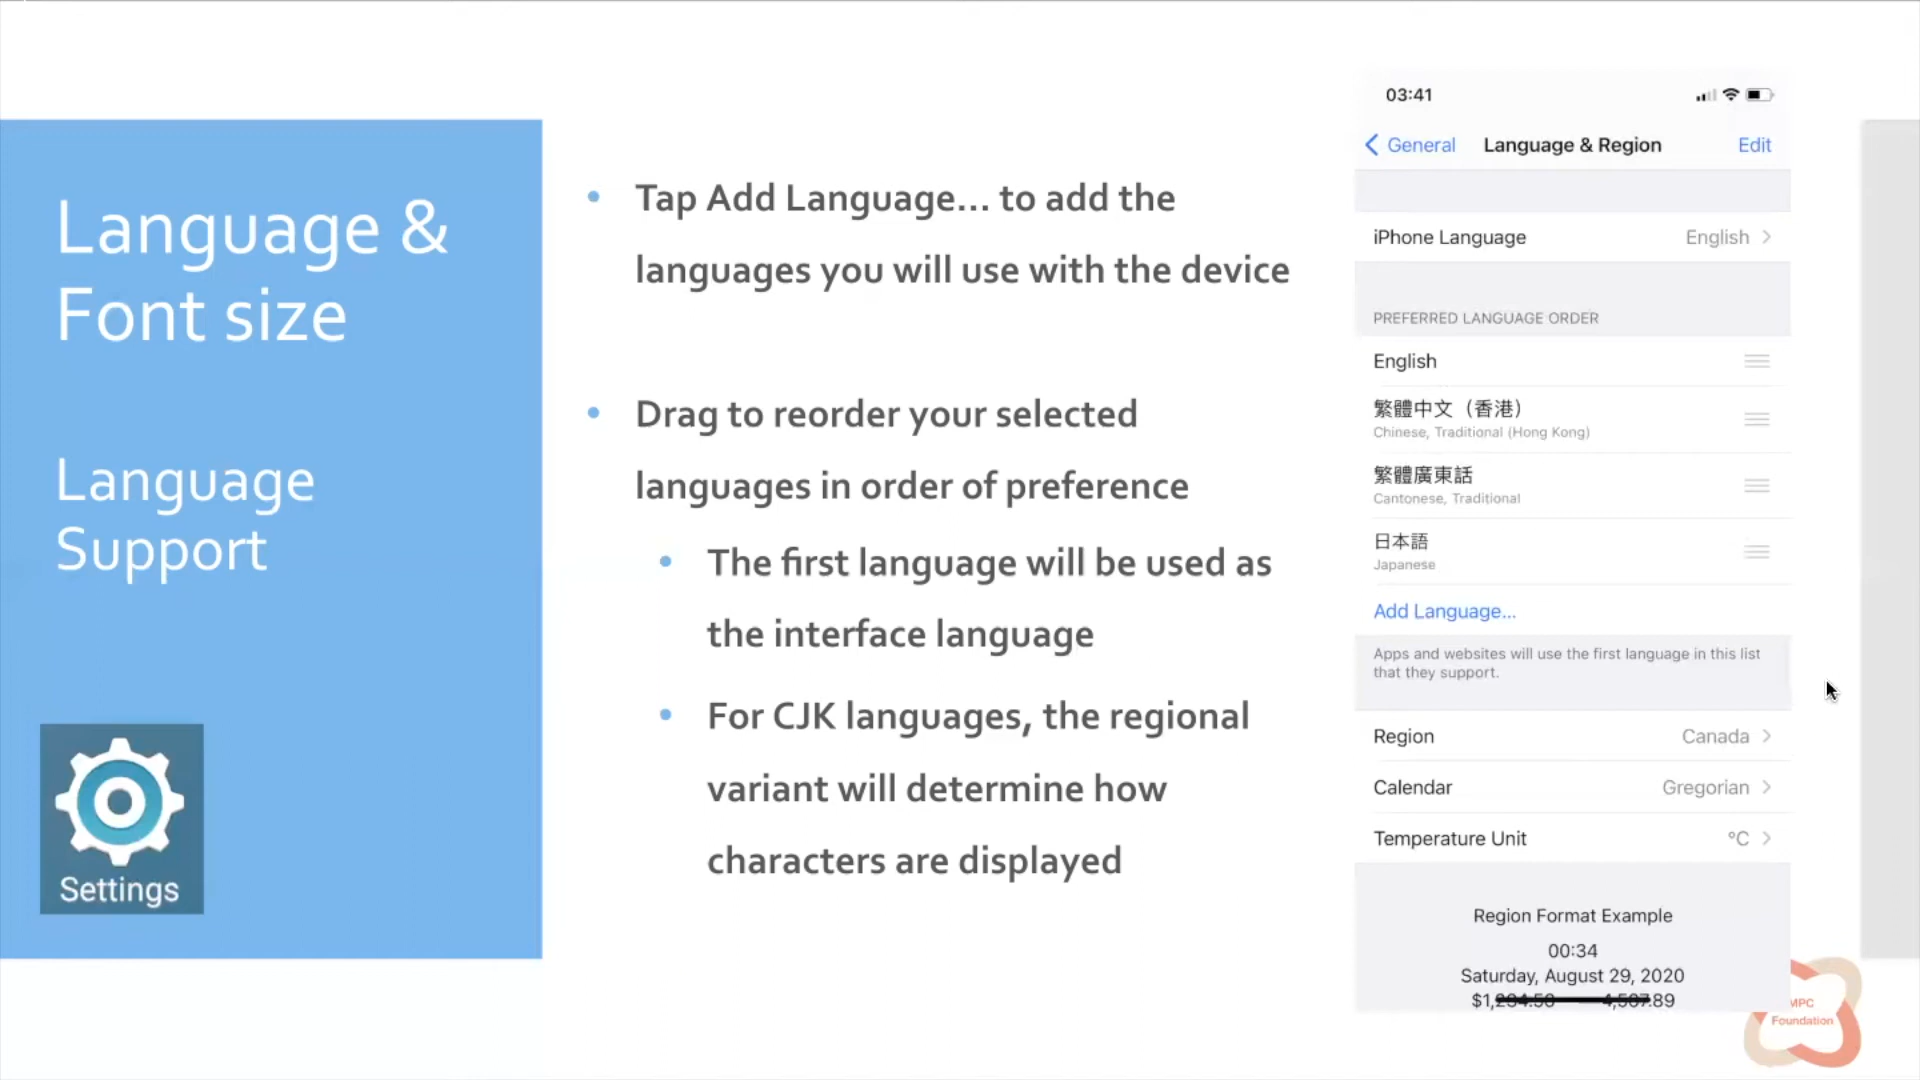 Language &
Font size
Language
Support
Settings
• Tap Add Language... to add the
languages you will use with the device
• Drag to reorder your selected
languages in order of preference
• The first language will be used as
the interface language
• For CJK languages, the regional
variant will determine how
characters are displayed
03:41
General Language & Region Edit
iPhone Language English
PREFERRED LANGUAGE ORDER
English
繁體中文（香港）
Chinese, Traditional (Hong Kong)
繁體廣東話
Cantonese, Traditional
日本語
Japanese
Add Language...
Apps and websites will use the first language in this list
that they support.
Region Canada
Calendar Gregorian
Temperature Unit °C
Region Format Example
00:34
Saturday, August 29, 2020
MPC
Foundation